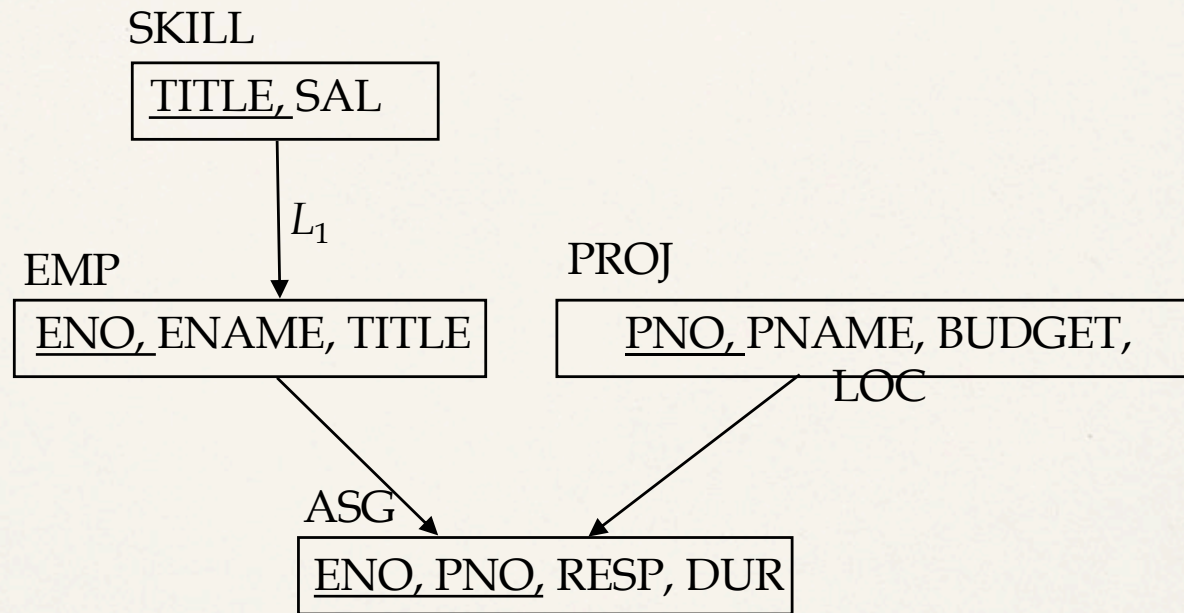 SKILL
TITLE, SAL
L1
EMP
PROJ
ENO, ENAME, TITLE
PNO, PNAME, BUDGET,
LOC
ASG
ENO, PNO, RESP, DUR